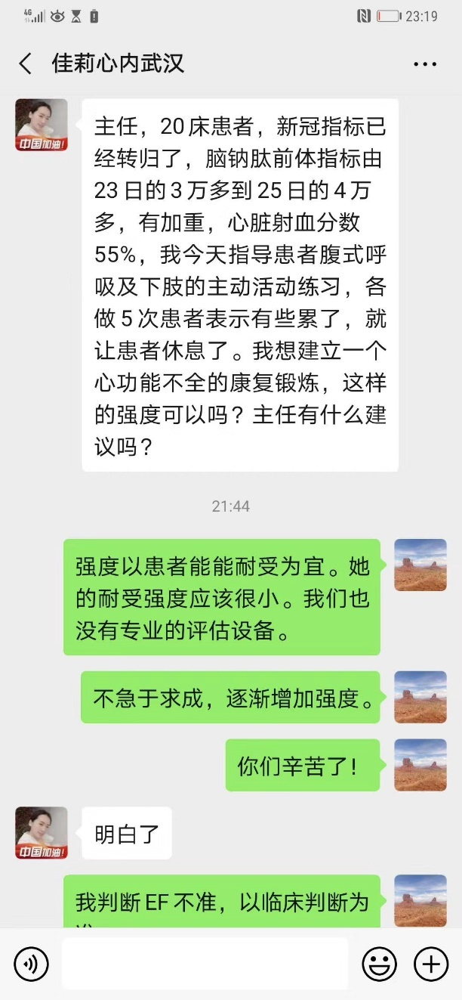 4G
23:19
佳莉心内武汉
中国加油!
主任，20床患者，新冠指标已
经转归了，脑钠肽前体指标由
23日的3万多到25日的4万
多，有加重，心脏射血分数
55%，我今天指导患者腹式呼
吸及下肢的主动活动练习，各
做5次患者表示有些累了，就
让患者休息了。我想建立一个
心功能不全的康复锻炼，这样
的强度可以吗？主任有什么建
议吗？
21:44
强度以患者能能耐受为宜。她
的耐受强度应该很小。我们也
没有专业的评估设备。
不急于求成，逐渐增加强度。
你们辛苦了！
中国加油!
明白了
我判断EF不准，以临床判断为